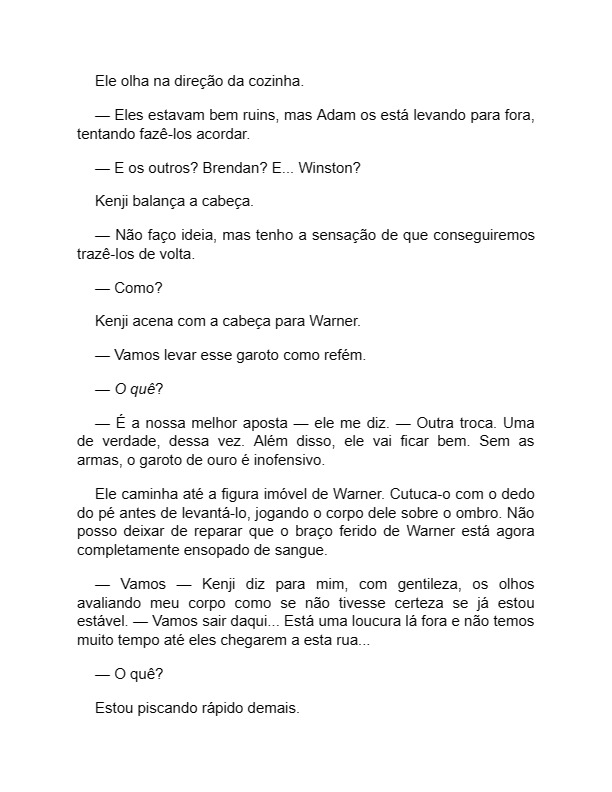 Ele olha na direção da cozinha.
— Eles estavam bem ruins, mas Adam os está levando para fora,
tentando fazê-los acordar.
— E os outros? Brendan? E... Winston?
Kenji balança a cabeça.
— Não faço ideia, mas tenho a sensação de que conseguiremos
trazê-los de volta.
— Como?
Kenji acena com a cabeça para Warner.
— Vamos levar esse garoto como refém.
— O quê?
— É a nossa melhor aposta — ele me diz. — Outra troca. Uma
de verdade, dessa vez. Além disso, ele vai ficar bem. Sem as
armas, o garoto de ouro é inofensivo.
Ele caminha até a figura imóvel de Warner. Cutuca-o com o dedo
do pé antes de levantá-lo, jogando o corpo dele sobre o ombro. Não
posso deixar de reparar que o braço ferido de Warner está agora
completamente ensopado de sangue.
— Vamos — Kenji diz para mim, com gentileza, os olhos
avaliando meu corpo como se não tivesse certeza se já estou
estável. — Vamos sair daqui... Está uma loucura lá fora e não temos
muito tempo até eles chegarem a esta rua...
— O quê?
Estou piscando rápido demais.